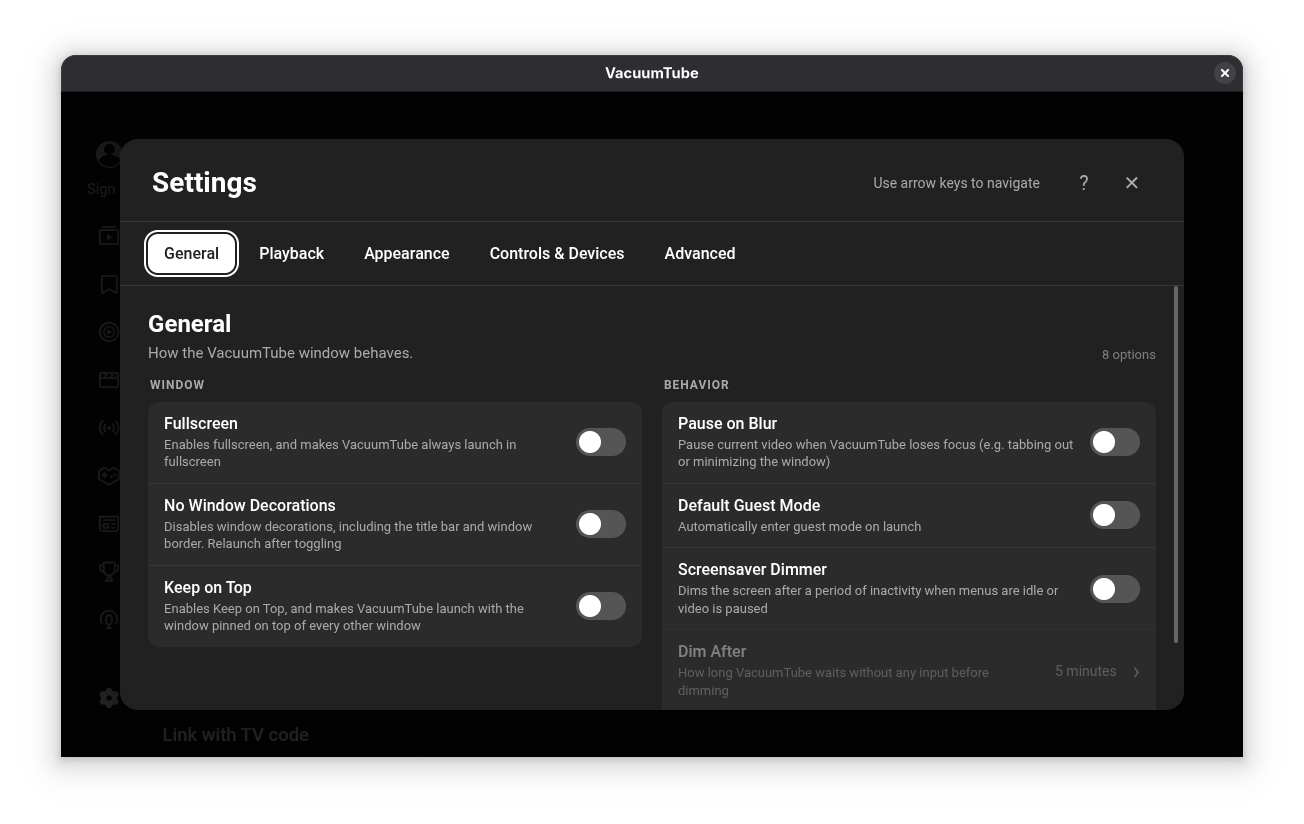 VacuumTube
Settings
Use arrow keys to navigate
?
Sign
General
Playback
Appearance
Controls & Devices
Advanced
General
How the VacuumTube window behaves.
8 options
WINDOW
Fullscreen
Enables fullscreen, and makes VacuumTube always launch in
fullscreen
No Window Decorations
Disables window decorations, including the title bar and window
border. Relaunch after toggling
Keep on Top
Enables Keep on Top, and makes VacuumTube launch with the
window pinned on top of every other window
BEHAVIOR
Pause on Blur
Pause current video when VacuumTube loses focus (e.g. tabbing out
or minimizing the window)
Default Guest Mode
Automatically enter guest mode on launch
Screensaver Dimmer
Dims the screen after a period of inactivity when menus are idle or
video is paused
Dim After
How long VacuumTube waits without any input before
dimming
5 minutes
Link with TV code